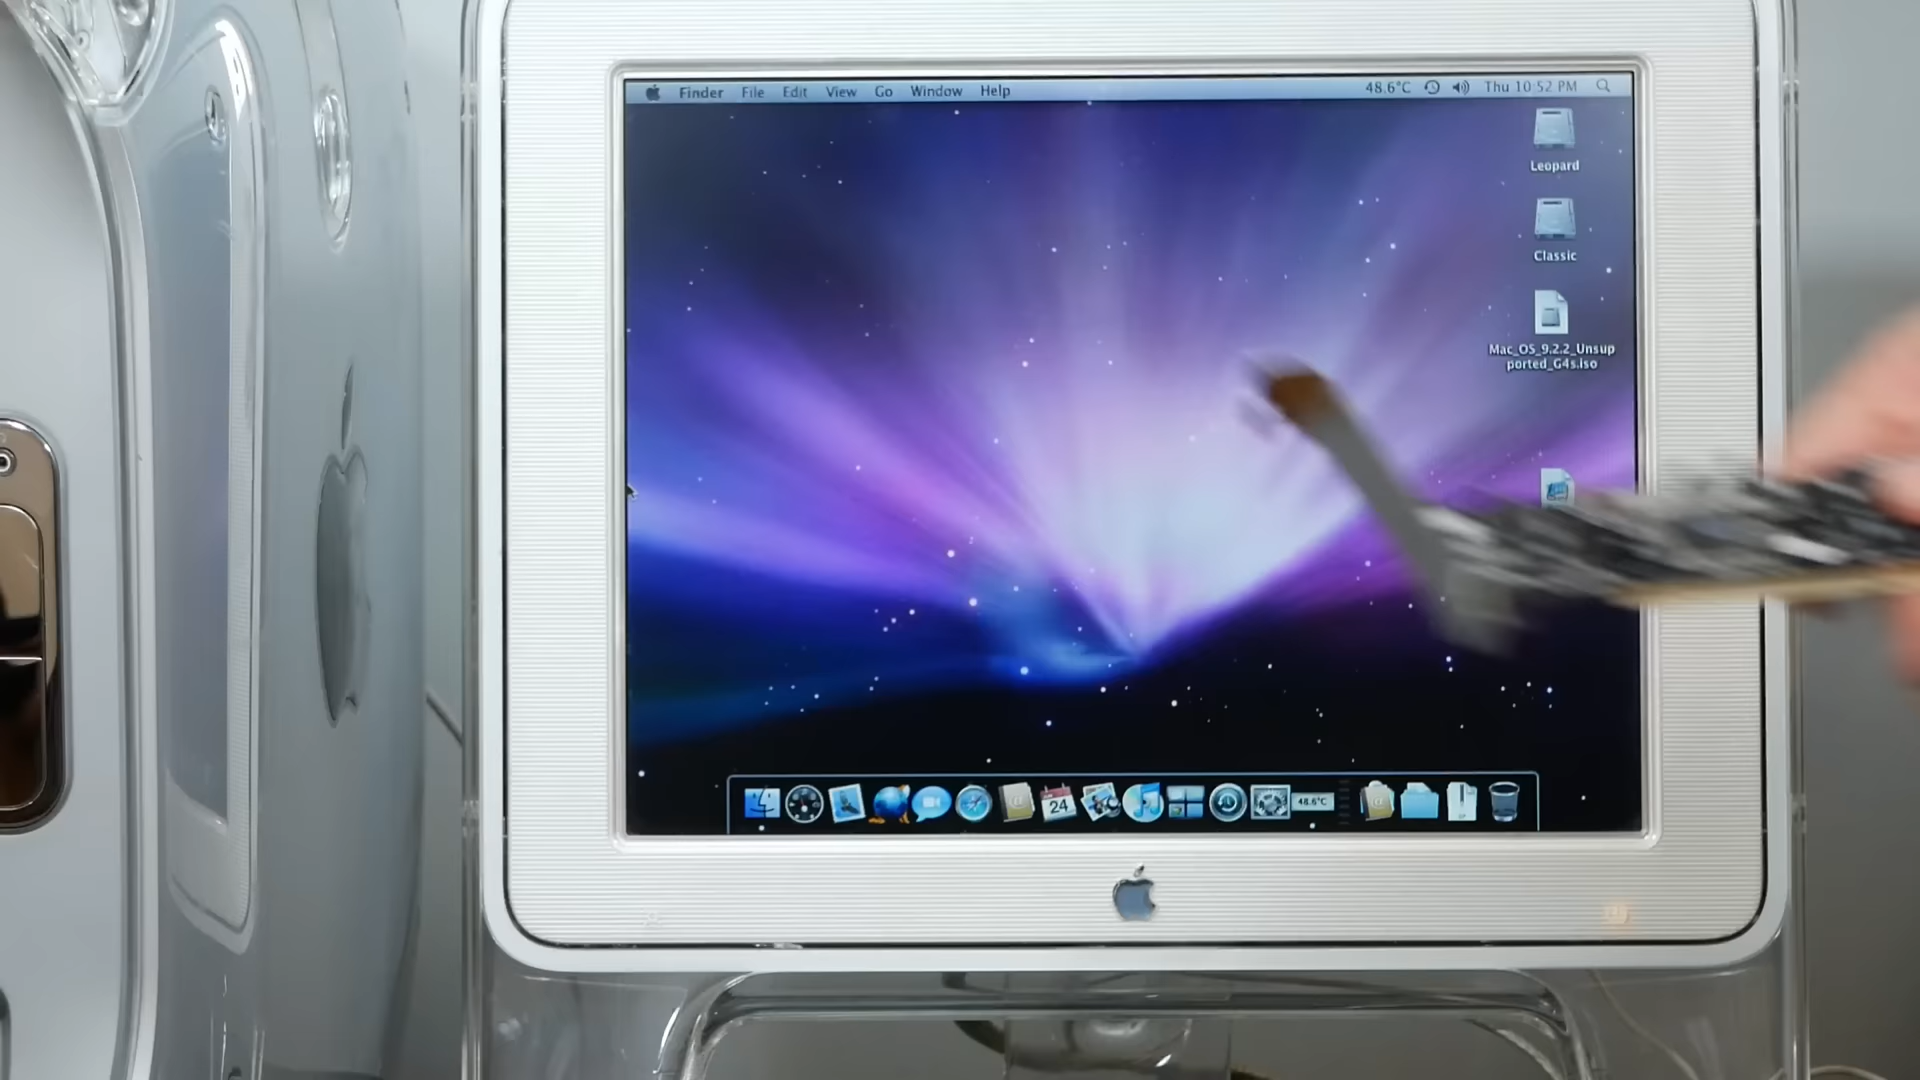 Finder File Edit View Go Window Help 48.6°C Thu 10:52 PM
Leopard
Classic
Mac_OS_9.2.2_Unsup
ported_G4s.iso
24
48.6°C